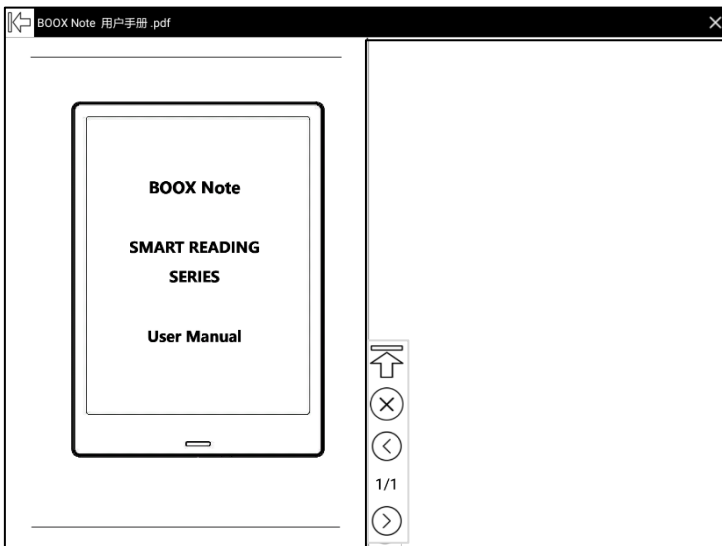 BOOX Note 用户手册 .pdf
BOOX Note
SMART READING
SERIES
User Manual
1/1